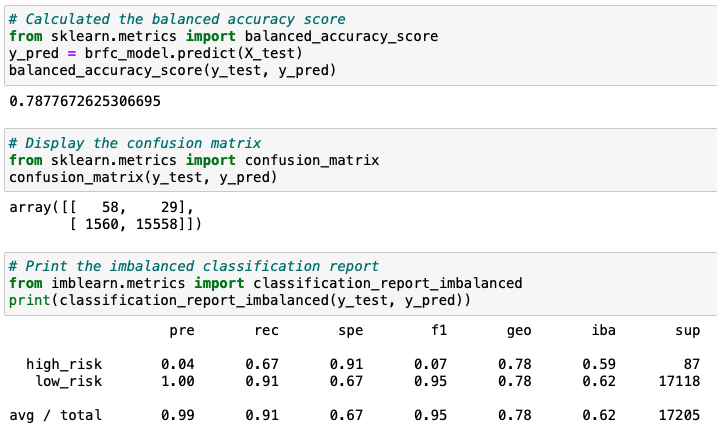 # Calculated the balanced accuracy score
from sklearn.metrics import balanced_accuracy_score
y_pred = brfc_model.predict(X_test)
balanced_accuracy_score(y_test, y_pred)
0.7877672625306695
# Display the confusion matrix
from sklearn.metrics import confusion_matrix
confusion_matrix(y_test, y_pred)
array([[   58,    29],
       [ 1560, 15558]])
# Print the imbalanced classification report
from imblearn.metrics import classification_report_imbalanced
print(classification_report_imbalanced(y_test, y_pred))
                   pre       rec       spe        f1       geo       iba       sup
  high_risk       0.04      0.67      0.91      0.07      0.78      0.59        87
   low_risk       1.00      0.91      0.67      0.95      0.78      0.62     17118
avg / total       0.99      0.91      0.67      0.95      0.78      0.62     17205